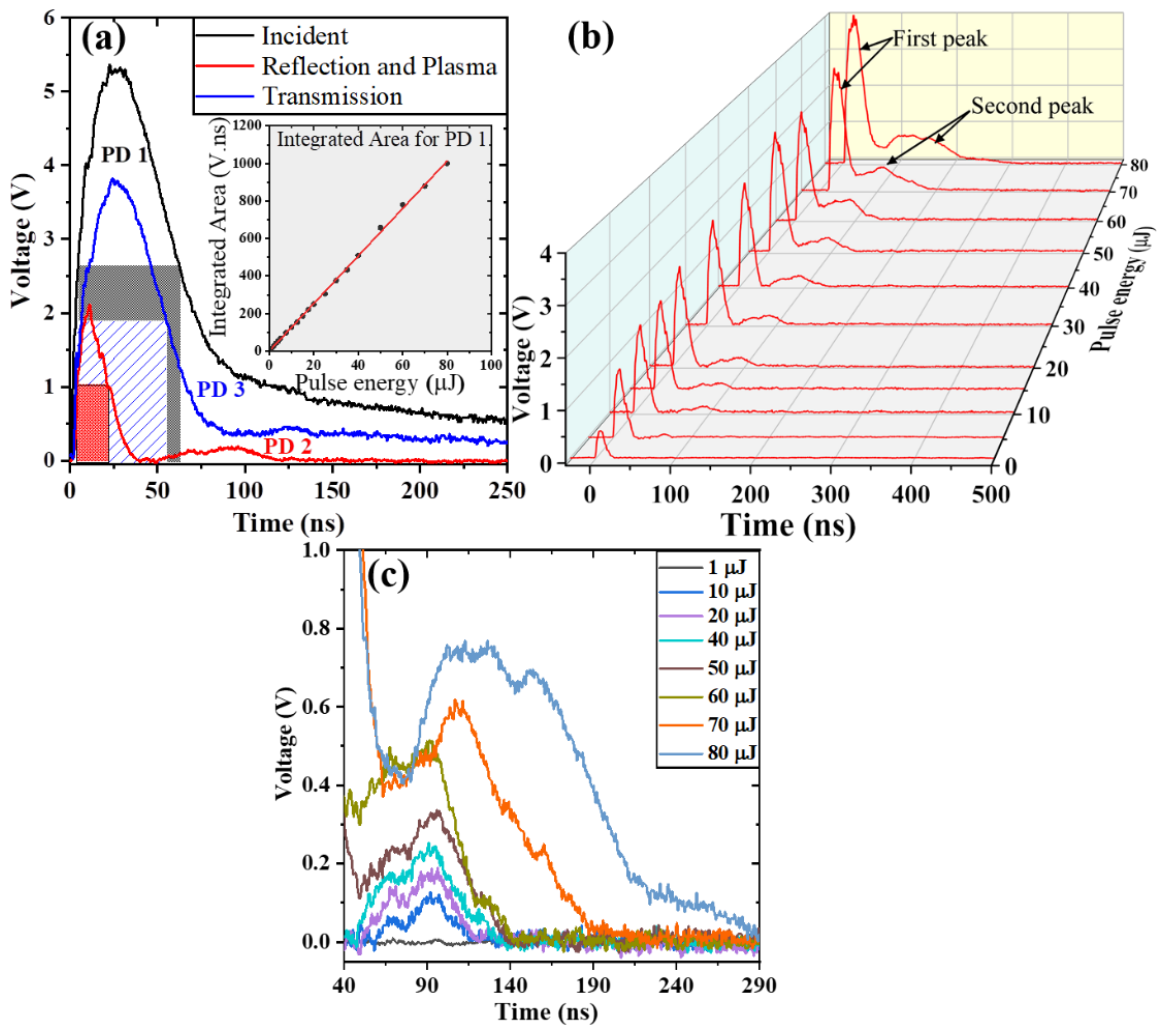 (a)
Incident
Reflection and Plasma
Transmission
PD 1
PD 3
PD 2
Voltage (V)
6
5
4
3
2
1
0
0 50 100 150 200 250
Time (ns)
Integrated Area for PD 1.
Integrated Area (V.ns)
1200
1000
800
600
400
200
0
0 20 40 60 80 100
Pulse energy (μJ)
(b)
First peak
Second peak
Voltage (V)
4
3
2
1
0
0 100 200 300 400 500
Time (ns)
80
70
60
50
40
30
20
10
0
Pulse energy (μJ)
(c)
1 μJ
10 μJ
20 μJ
40 μJ
50 μJ
60 μJ
70 μJ
80 μJ
Voltage (V)
1.0
0.8
0.6
0.4
0.2
0.0
40 90 140 190 240 290
Time (ns)